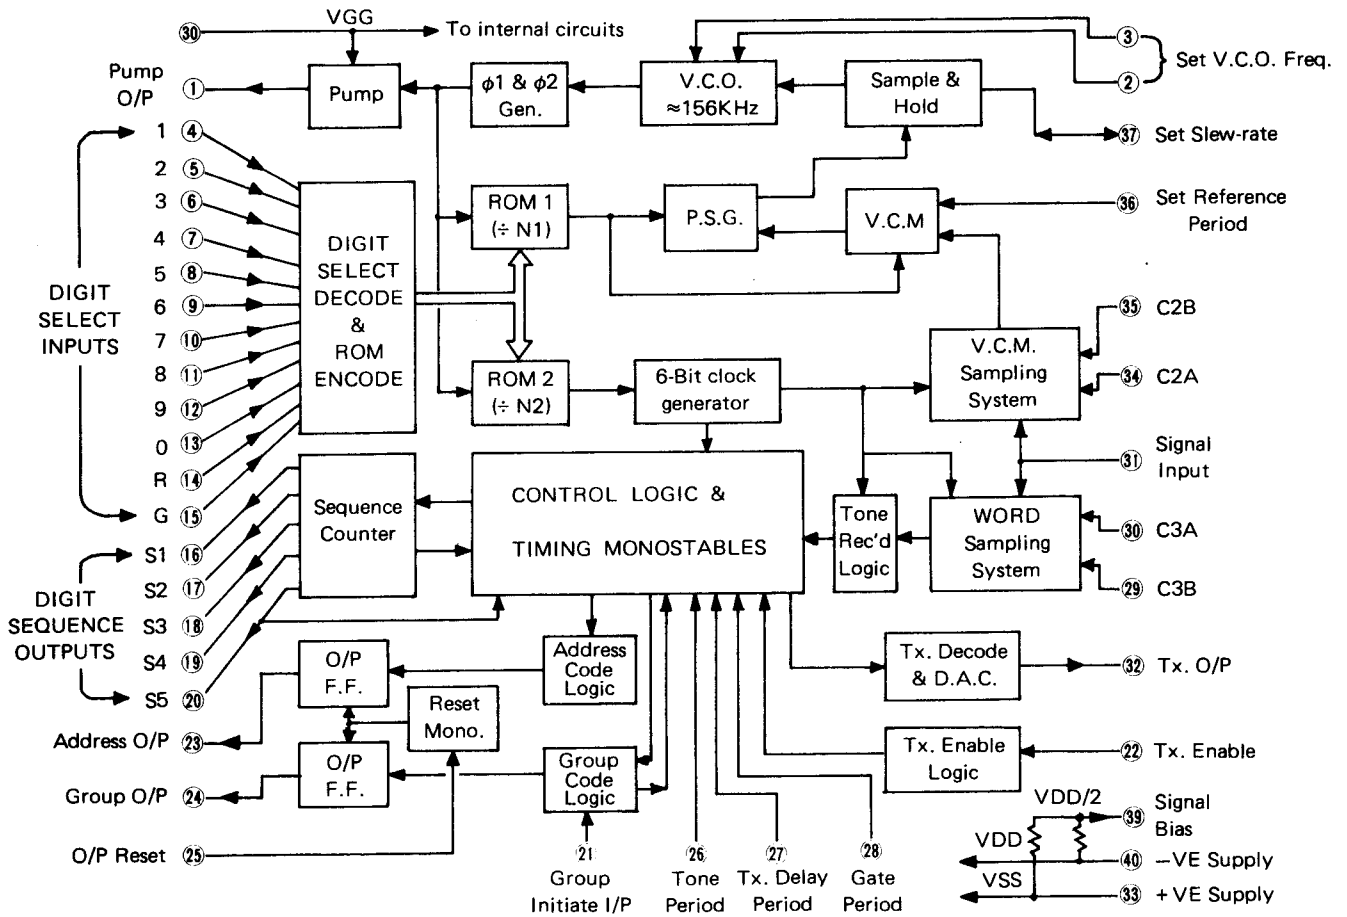 VGG
30 To internal circuits
3
2
Set V.C.O. Freq.
Pump
O/P
1
Pump
ϕ1 & ϕ2
Gen.
V.C.O.
≈156KHz
Sample &
Hold
37 Set Slew-rate
DIGIT
SELECT
INPUTS
1 4
2 5
3 6
4 7
5 8
6 9
7 10
8 11
9 12
0 13
R 14
G 15
DIGIT
SELECT
DECODE
&
ROM
ENCODE
ROM 1
(÷ N1)
P.S.G.
V.C.M
36 Set Reference
Period
ROM 2
(÷ N2)
6-Bit clock
generator
V.C.M.
Sampling
System
35 C2B
34 C2A
31 Signal
Input
DIGIT
SEQUENCE
OUTPUTS
S1 16
S2 17
S3 18
S4 19
S5 20
Sequence
Counter
CONTROL LOGIC &
TIMING MONOSTABLES
Tone
Rec'd
Logic
WORD
Sampling
System
30 C3A
29 C3B
O/P
F.F.
Address
Code
Logic
Tx. Decode
& D.A.C.
32 Tx. O/P
Reset
Mono.
Address O/P 23
O/P
F.F.
Group
Code
Logic
Tx. Enable
Logic
22 Tx. Enable
Group O/P 24
O/P Reset 25
21
Group
Initiate I/P
26
Tone
Period
27
Tx. Delay
Period
28
Gate
Period
VDD/2
39 Signal
Bias
VDD
40 −VE Supply
VSS
33 +VE Supply